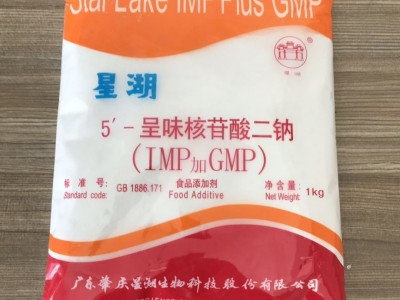 Star Lake IMP Plus GMP
®
星湖
5′-呈味核苷酸二钠
(IMP加GMP)
标准号: GB 1886.171 食品添加剂 净含量: 1kg
Standard code: Food Additive Net Weight:
广东肇庆星湖生物科技股份有限公司